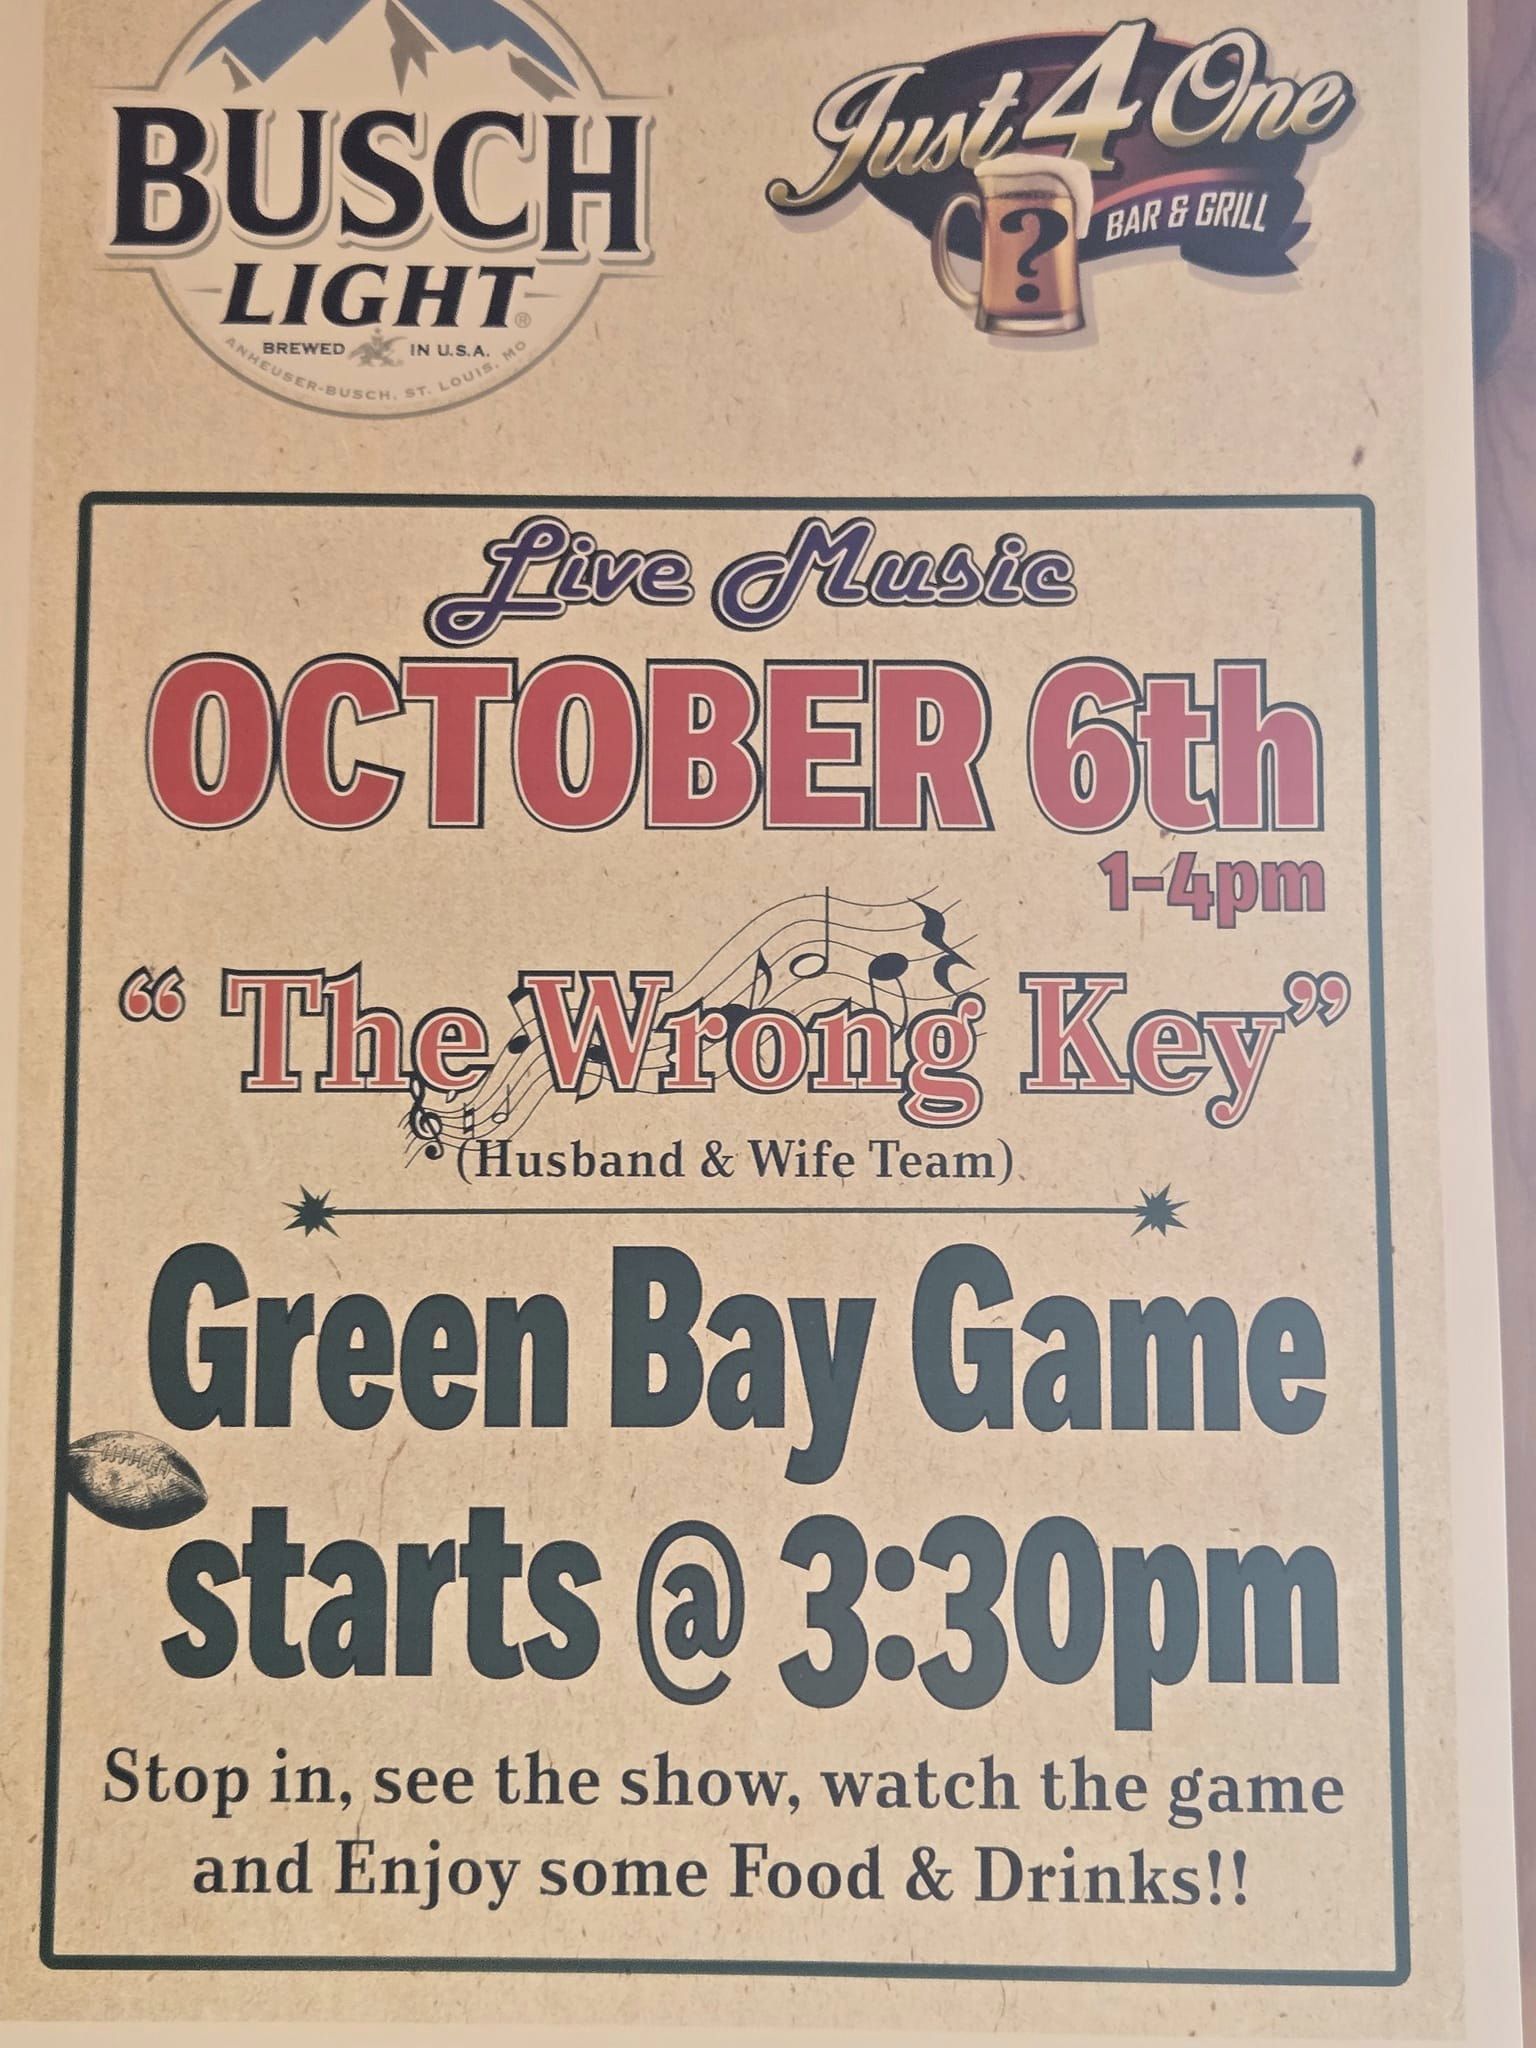 BUSCH
LIGHT®
BREWED IN U.S.A.
ANHEUSER-BUSCH, ST. LOUIS, MO
Just 4 One
BAR & GRILL
?
Live Music
OCTOBER 6th
1-4pm
“ The Wrong Key”
(Husband & Wife Team)
Green Bay Game
starts @ 3:30pm
Stop in, see the show, watch the game
and Enjoy some Food & Drinks!!